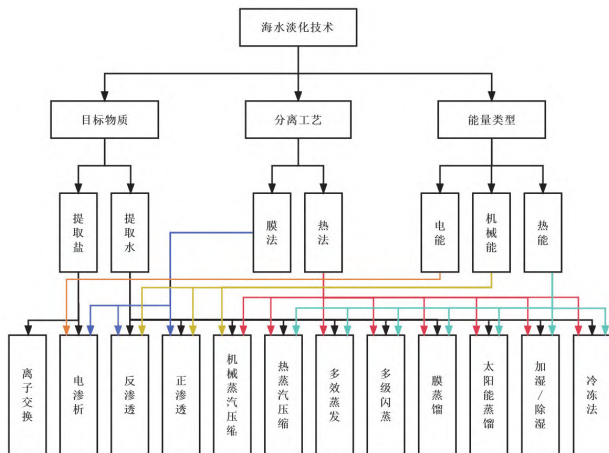 海水淡化技术
目标物质
分离工艺
能量类型
提取盐
提取水
膜法
热法
电能
机械能
热能
离子交换
电渗析
反渗透
正渗透
机械蒸汽压缩
热蒸汽压缩
多效蒸发
多级闪蒸
膜蒸馏
太阳能蒸馏
加湿/除湿
冷冻法